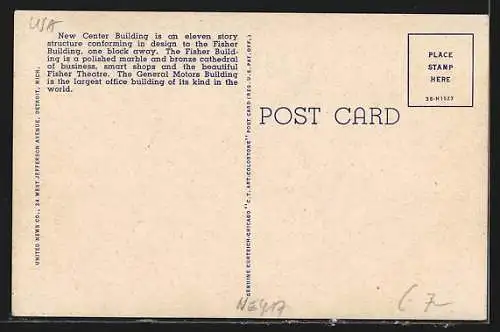 USA
New Center Building is an eleven story
structure conforming in design to the Fisher
Building, one block away. The Fisher Build-
ing is a polished marble and bronze cathedral
of business, smart shops and the beautiful
Fisher Theatre. The General Motors Building
is the largest office building of its kind in the
world.
UNITED NEWS CO., 24 WEST JEFFERSON AVENUE, DETROIT, MICH.
GENUINE CURTEICH-CHICAGO "C.T. ART-COLORTONE" POST CARD (REG. U.S. PAT. OFF.)
POST CARD
PLACE
STAMP
HERE
3B-H1527